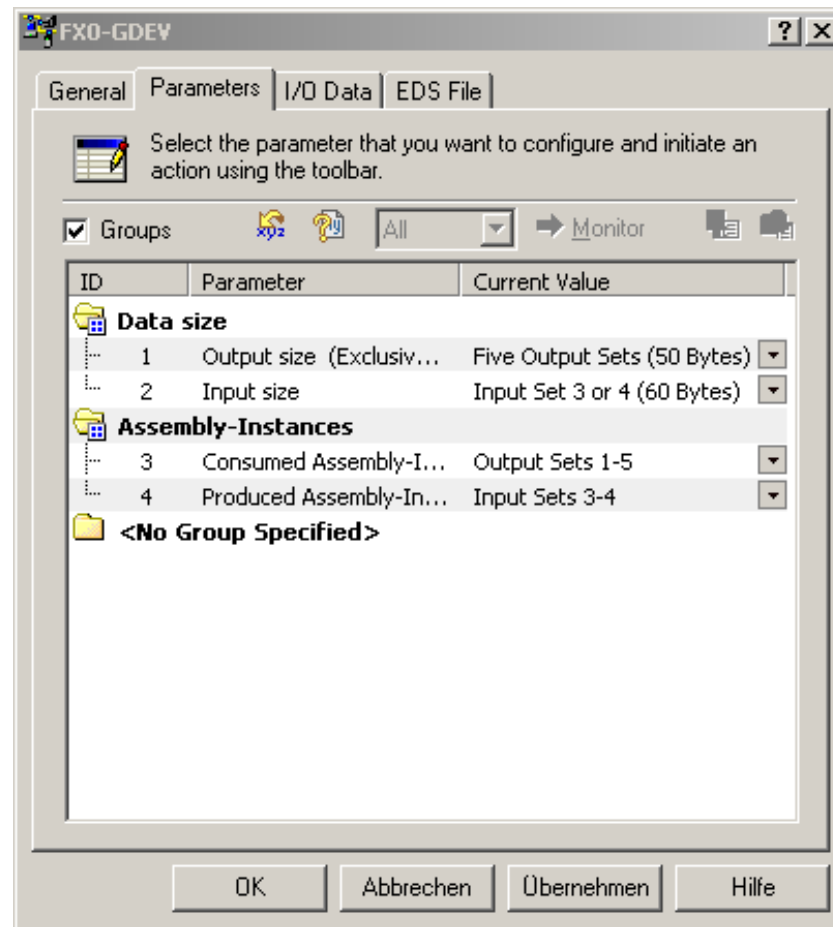 FX0-GDEV
General Parameters I/O Data EDS File
Select the parameter that you want to configure and initiate an
action using the toolbar.
Groups xyz All Monitor
ID Parameter Current Value
Data size
1 Output size (Exclusiv... Five Output Sets (50 Bytes)
2 Input size Input Set 3 or 4 (60 Bytes)
Assembly-Instances
3 Consumed Assembly-I... Output Sets 1-5
4 Produced Assembly-In... Input Sets 3-4
<No Group Specified>
OK Abbrechen Übernehmen Hilfe